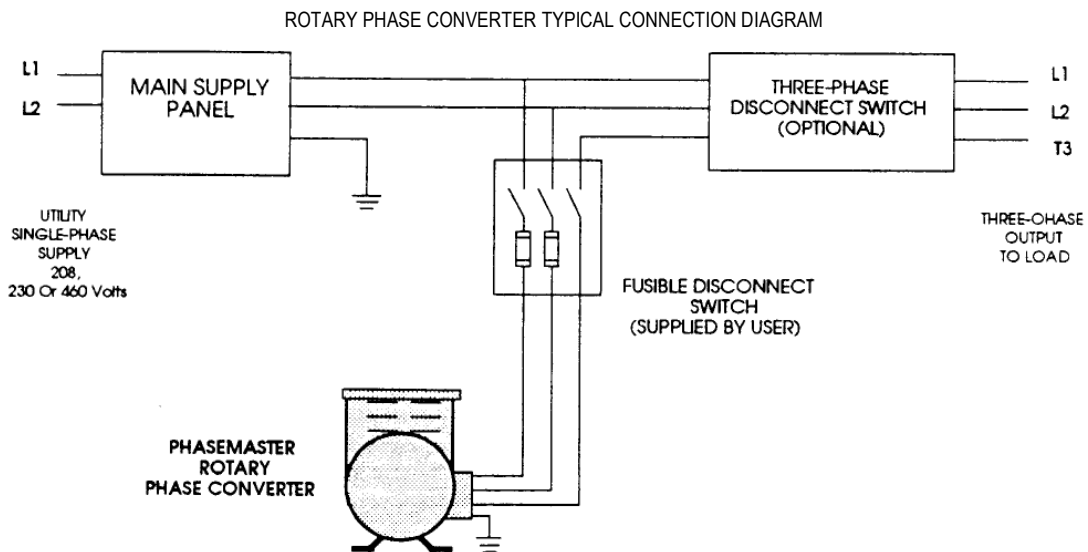 ROTARY PHASE CONVERTER TYPICAL CONNECTION DIAGRAM
L1
L2
MAIN SUPPLY
PANEL
THREE-PHASE
DISCONNECT SWITCH
(OPTIONAL)
L1
L2
T3
UTILITY
SINGLE-PHASE
SUPPLY
208,
230 Or 460 Volts
THREE-OHASE
OUTPUT
TO LOAD
FUSIBLE DISCONNECT
SWITCH
(SUPPLIED BY USER)
PHASEMASTER
ROTARY
PHASE CONVERTER